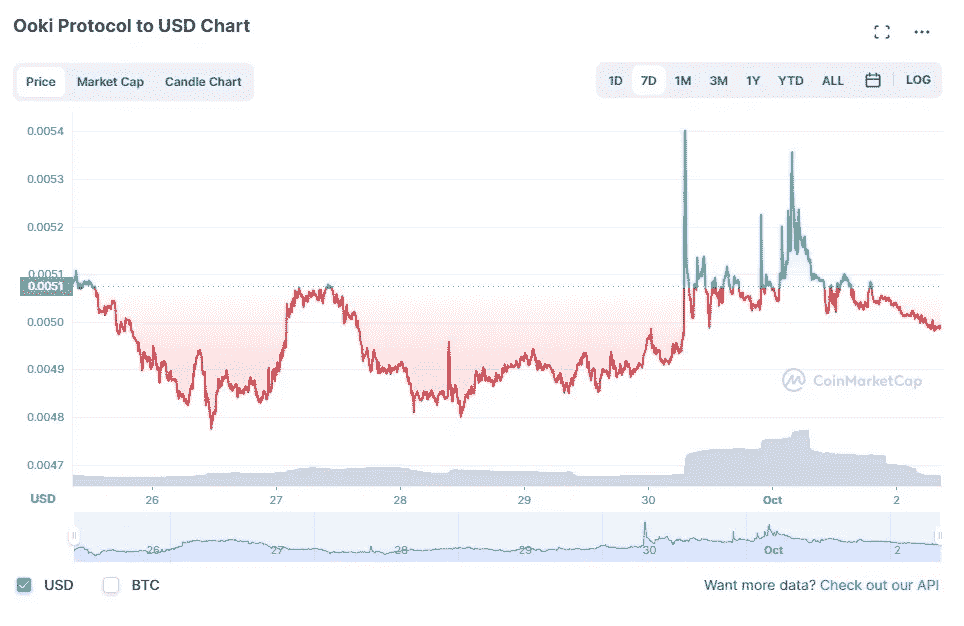 Ooki Protocol to USD Chart
Price Market Cap Candle Chart
1D 7D 1M 3M 1Y YTD ALL LOG
0.0054
0.0053
0.0052
0.0051
0.0051
0.0050
0.0049
0.0048
0.0047
CoinMarketCap
USD 26 27 28 29 30 Oct 2
26 27 28 29 30 Oct 2
USD BTC
Want more data? Check out our API